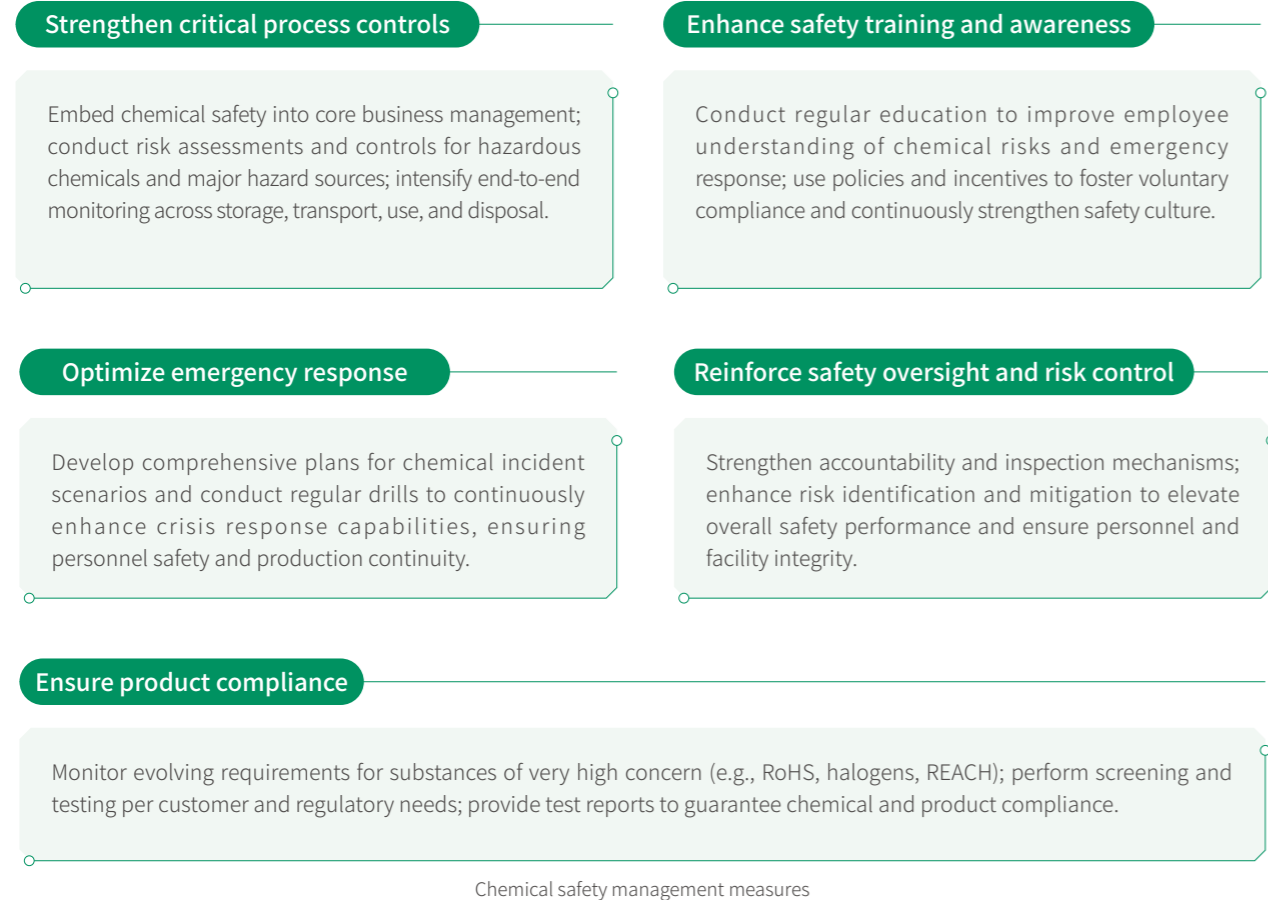 Strengthen critical process controls
Embed chemical safety into core business management;
conduct risk assessments and controls for hazardous
chemicals and major hazard sources; intensify end-to-end
monitoring across storage, transport, use, and disposal.
Enhance safety training and awareness
Conduct regular education to improve employee
understanding of chemical risks and emergency
response; use policies and incentives to foster voluntary
compliance and continuously strengthen safety culture.
Optimize emergency response
Develop comprehensive plans for chemical incident
scenarios and conduct regular drills to continuously
enhance crisis response capabilities, ensuring
personnel safety and production continuity.
Reinforce safety oversight and risk control
Strengthen accountability and inspection mechanisms;
enhance risk identification and mitigation to elevate
overall safety performance and ensure personnel and
facility integrity.
Ensure product compliance
Monitor evolving requirements for substances of very high concern (e.g., RoHS, halogens, REACH); perform screening and
testing per customer and regulatory needs; provide test reports to guarantee chemical and product compliance.
Chemical safety management measures